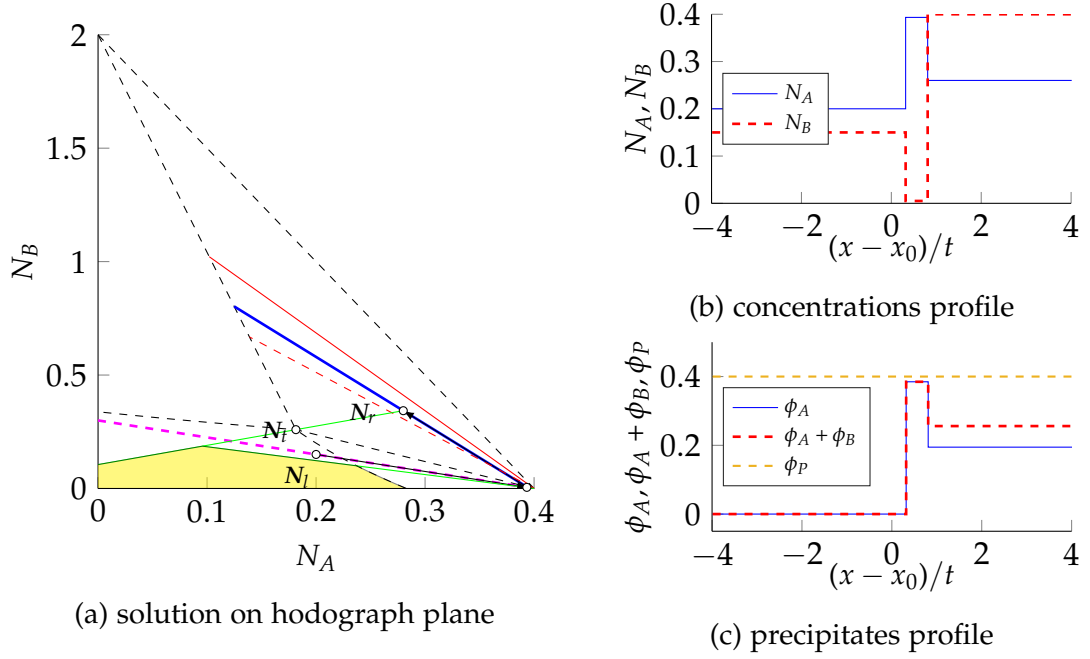 2
1.5
1
0.5
0
N_B
N_r
N_t
N_l
0 0.1 0.2 0.3 0.4
N_A
(a) solution on hodograph plane
0.4
0.3
0.2
0.1
0
N_A, N_B
N_A
N_B
−4 −2 0 2 4
(x − x_0)/t
(b) concentrations profile
0.4
0.2
0
ϕ_A, ϕ_A + ϕ_B, ϕ_P
ϕ_A
ϕ_A + ϕ_B
ϕ_P
−4 −2 0 2 4
(x − x_0)/t
(c) precipitates profile